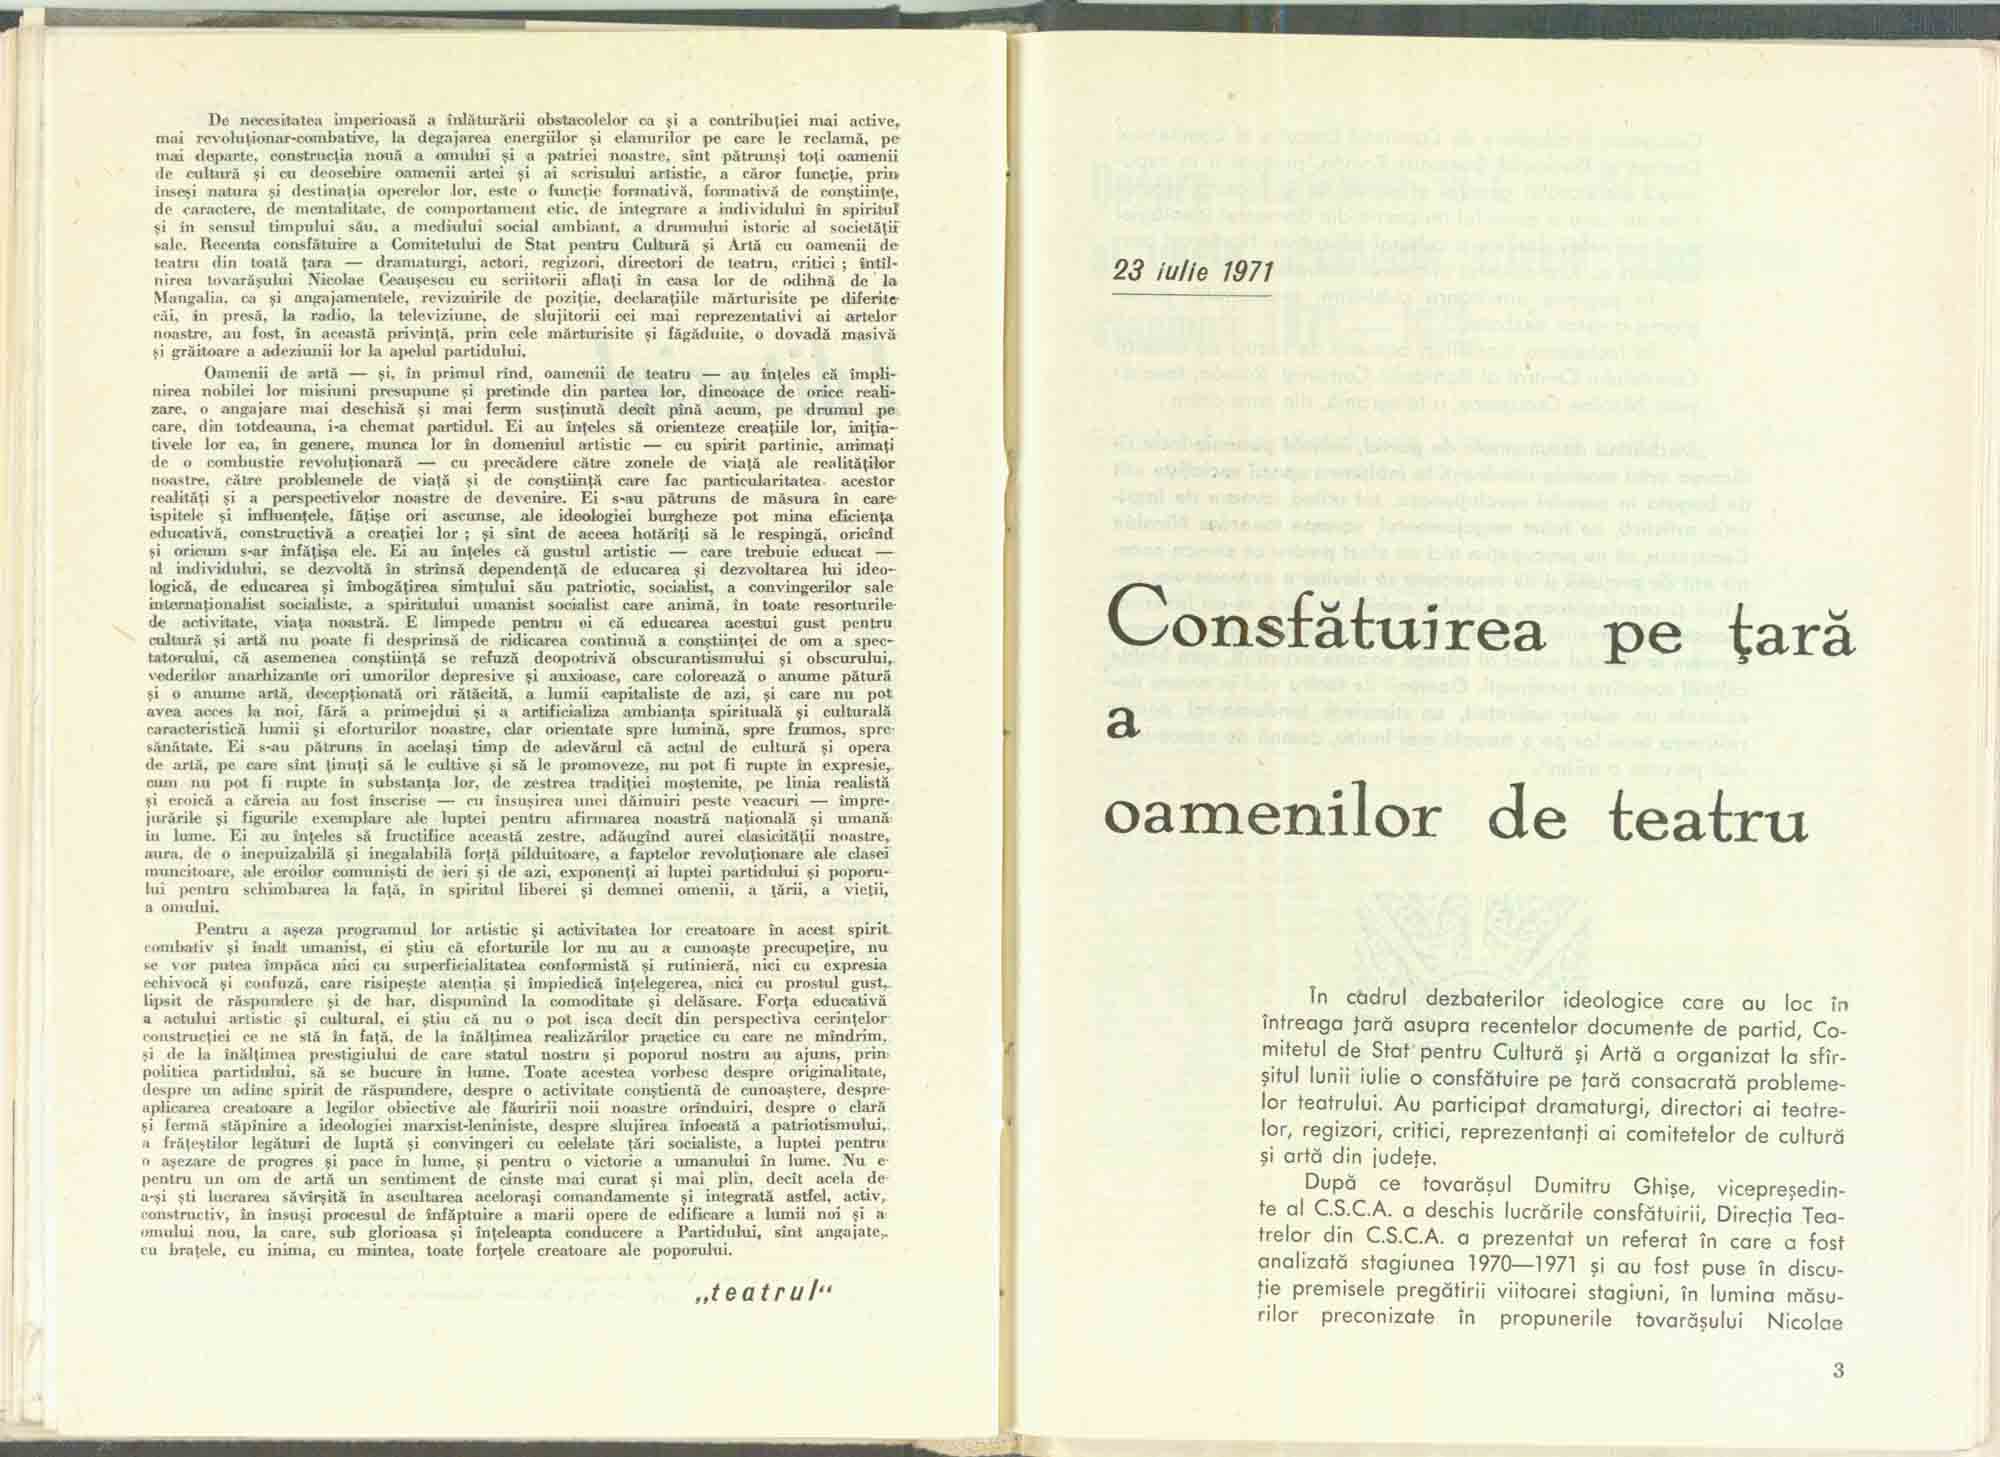 De necesitatea imperioasă a înlăturării obstacolelor ca și a contribuției mai active,
mai revoluționar-combative, la degajarea energiilor și elanurilor pe care le reclamă, pe
mai departe, construcția nouă a omului și a patriei noastre, sînt pătrunși toți oamenii
de cultură și cu deosebire oamenii artei și ai scrisului artistic, a căror funcție, prin
înseși natura și destinația operelor lor, este o funcție formativă, formativă de conștiințe,
de caractere, de mentalitate, de comportament etic, de integrare a individului în spiritul
și în sensul timpului său, a mediului social ambiant, a drumului istoric al societății
sale. Recenta consfătuire a Comitetului de Stat pentru Cultură și Artă cu oamenii de
teatru din toată țara — dramaturgi, actori, regizori, directori de teatru, critici ; întîl-
nirea tovarășului Nicolae Ceaușescu cu scriitorii aflați în casa lor de odihnă de la
Mangalia, ca și angajamentele, revizuirile de poziție, declarațiile mărturisite pe diferite
căi, în presă, la radio, la televiziune, de slujitorii cei mai reprezentativi ai artelor
noastre, au fost, în această privință, prin cele mărturisite și făgăduite, o dovadă masivă
și grăitoare a adeziunii lor la apelul partidului.
Oamenii de artă — și, în primul rînd, oamenii de teatru — au înțeles că împli-
nirea nobilei lor misiuni presupune și pretinde din partea lor, dincoace de orice reali-
zare, o angajare mai deschisă și mai ferm susținută decît pînă acum, pe drumul pe
care, din totdeauna, i-a chemat partidul. Ei au înțeles să orienteze creațiile lor, iniția-
tivele lor ca, în genere, munca lor în domeniul artistic — cu spirit partinic, animați
de o combustie revoluționară — cu precădere către zonele de viață ale realităților
noastre, către problemele de viață și de conștiință care fac particularitatea acestor
realități și a perspectivelor noastre de devenire. Ei s-au pătruns de măsura în care
ispitele și influențele, fățișe ori ascunse, ale ideologiei burgheze pot mina eficiența
educativă, constructivă a creației lor ; și sînt de aceea hotăriți să le respingă, oricînd
și oricum s-ar înfățișa ele. Ei au înțeles că gustul artistic — care trebuie educat —
al individului, se dezvoltă în strînsă dependență de educarea și dezvoltarea lui ideo-
logică, de educarea și îmbogățirea simțului său patriotic, socialist, a convingerilor sale
internaționalist socialiste, a spiritului umanist socialist care animă, în toate resorturile
de activitate, viața noastră. E limpede pentru ei că educarea acestui gust pentru
cultură și artă nu poate fi desprinsă de ridicarea continuă a conștiinței de om a spec-
tatorului, că asemenea conștiință se refuză deopotrivă obscurantismului și obscurului,
vederilor anarhizante ori umorilor depresive și anxioase, care colorează o anume pătură
și o anume artă, decepționată ori rătăcită, a lumii capitaliste de azi, și care nu pot
avea acces la noi, fără a primejdui și a artificializa ambianța spirituală și culturală
caracteristică lumii și eforturilor noastre, clar orientate spre lumină, spre frumos, spre
sănătate. Ei s-au pătruns în același timp de adevărul că actul de cultură și opera
de artă, pe care sînt ținuți să le cultive și să le promoveze, nu pot fi rupte în expresie,
cum nu pot fi rupte în substanța lor, de zestrea tradiției moștenite, pe linia realistă
și eroică a căreia au fost înscrise — cu însușirea unei dăinuiri peste veacuri — împre-
jurările și figurile exemplare ale luptei pentru afirmarea noastră națională și umană
în lume. Ei au înțeles să fructifice această zestre, adăugînd aurei clasicității noastre,
aura, de o inepuizabilă și inegalabilă forță pilduitoare, a faptelor revoluționare ale clasei
muncitoare, ale eroilor comuniști de ieri și de azi, exponenți ai luptei partidului și poporu-
lui pentru schimbarea la față, în spiritul liberei și demnei omenii, a țării, a vieții,
a omului.
Pentru a așeza programul lor artistic și activitatea lor creatoare în acest spirit
combativ și înalt umanist, ei știu că eforturile lor nu au a cunoaște precupețire, nu
se vor putea împăca nici cu superficialitatea conformistă și rutinieră, nici cu expresia
echivocă și confuză, care risipește atenția și împiedică înțelegerea, nici cu prostul gust,
lipsit de răspundere și de har, dispunînd la comoditate și delăsare. Forța educativă
a actului artistic și cultural, ei știu că nu o pot isca decît din perspectiva cerințelor
construcției ce ne stă în față, de la înălțimea realizărilor practice cu care ne mîndrim,
și de la înălțimea prestigiului de care statul nostru și poporul nostru au ajuns, prin
politica partidului, să se bucure în lume. Toate acestea vorbesc despre originalitate,
despre un adînc spirit de răspundere, despre o activitate conștientă de cunoaștere, despre
aplicarea creatoare a legilor obiective ale făuririi noii noastre orînduiri, despre o clară
și fermă stăpînire a ideologiei marxist-leniniste, despre slujirea înfocată a patriotismului,
a frățeștilor legături de luptă și convingeri cu celelate țări socialiste, a luptei pentru
o așezare de progres și pace în lume, și pentru o victorie a umanului în lume. Nu e
pentru un om de artă un sentiment de cinste mai curat și mai plin, decît acela de
a-și ști lucrarea săvîrșită în ascultarea acelorași comandamente și integrată astfel, activ,
constructiv, în însuși procesul de înfăptuire a marii opere de edificare a lumii noi și a
omului nou, la care, sub glorioasa și înțeleapta conducere a Partidului, sînt angajate,
cu brațele, cu inima, cu mintea, toate forțele creatoare ale poporului.
„teatrul“
23 iulie 1971
Consfătuirea pe țară
a
oamenilor de teatru
În cadrul dezbaterilor ideologice care au loc în
întreaga țară asupra recentelor documente de partid, Co-
mitetul de Stat pentru Cultură și Artă a organizat la sfîr-
șitul lunii iulie o consfătuire pe țară consacrată probleme-
lor teatrului. Au participat dramaturgi, directori ai teatre-
lor, regizori, critici, reprezentanți ai comitetelor de cultură
și artă din județe.
După ce tovarășul Dumitru Ghișe, vicepreședin-
te al C.S.C.A. a deschis lucrările consfătuirii, Direcția Tea-
trelor din C.S.C.A. a prezentat un referat în care a fost
analizată stagiunea 1970—1971 și au fost puse în discu-
ție premisele pregătirii viitoarei stagiuni, în lumina măsu-
rilor preconizate în propunerile tovarășului Nicolae
3